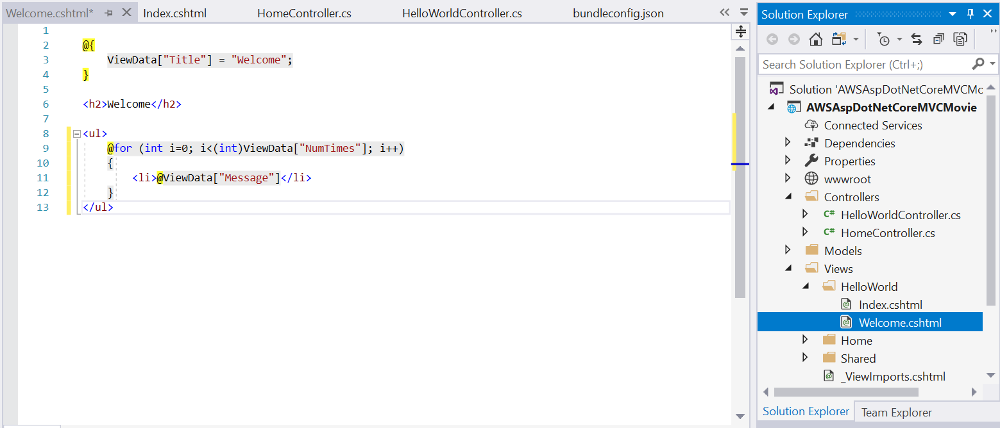 Welcome.cshtml* Index.cshtml HomeController.cs HelloWorldController.cs bundleconfig.json
1
2 @{
3 ViewData["Title"] = "Welcome";
4 }
5
6 <h2>Welcome</h2>
7
8 <ul>
9 @for (int i=0; i<(int)ViewData["NumTimes"]; i++)
10 {
11 <li>@ViewData["Message"]</li>
12 }
13 </ul>
Solution Explorer
Search Solution Explorer (Ctrl+;)
Solution 'AWSAspDotNetCoreMVCMo
AWSAspDotNetCoreMVCMovie
Connected Services
Dependencies
Properties
wwwroot
Controllers
C# HelloWorldController.cs
C# HomeController.cs
Models
Views
HelloWorld
Index.cshtml
Welcome.cshtml
Home
Shared
_ViewImports.cshtml
Solution Explorer Team Explorer